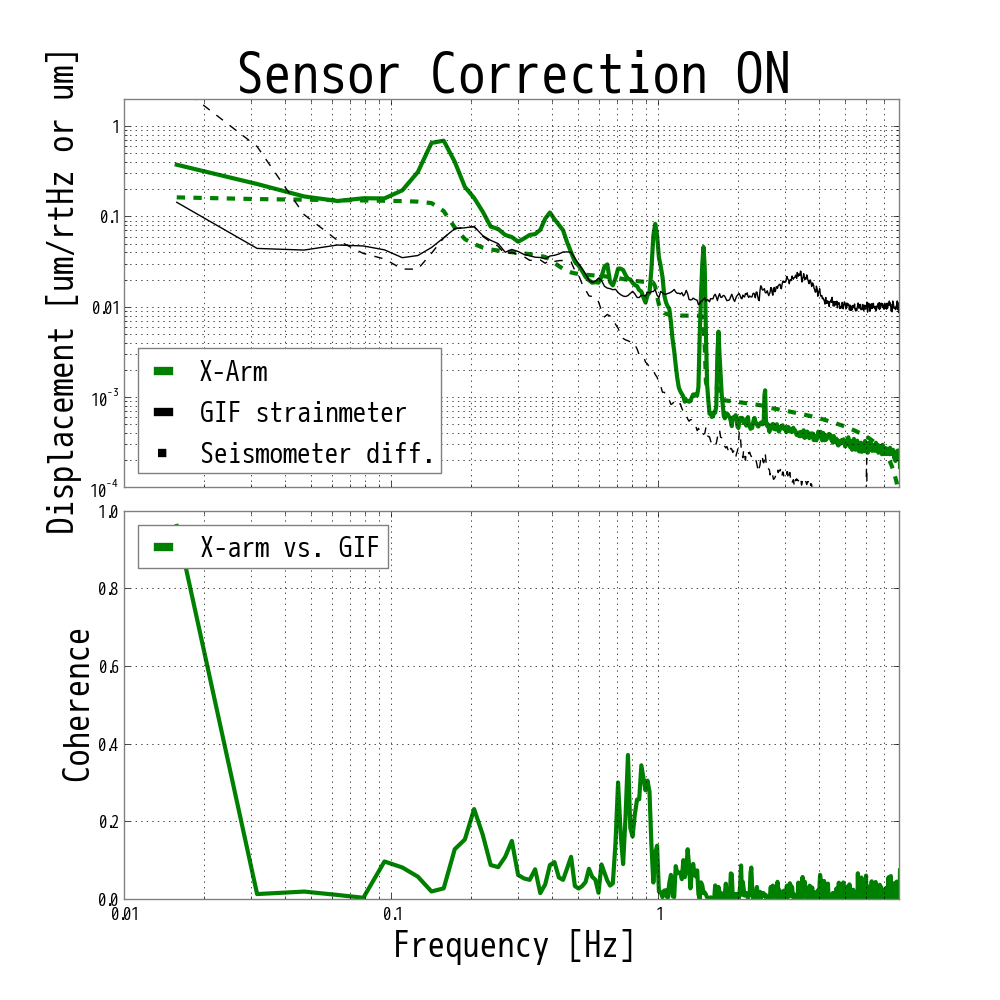 Sensor Correction ON
Displacement [um/rtHz or um]
1
0.1
0.01
10⁻³
10⁻⁴
X-Arm
GIF strainmeter
Seismometer diff.
Coherence
1.0
0.8
0.6
0.4
0.2
0.0
X-arm vs. GIF
0.01
0.1
1
Frequency [Hz]